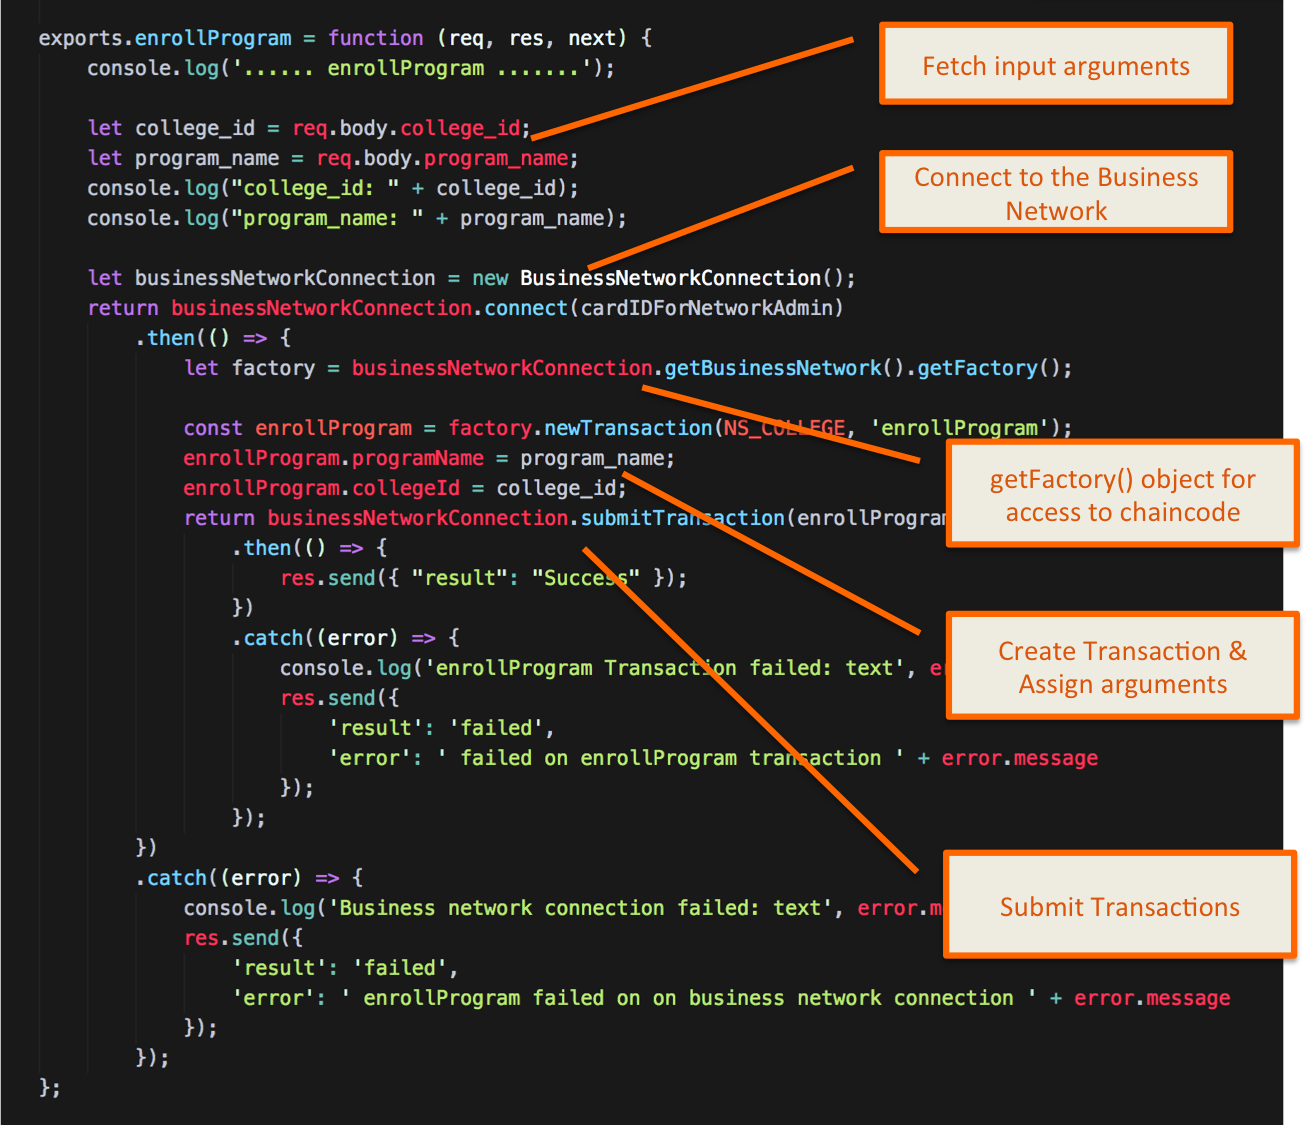 exports.enrollProgram = function (req, res, next) {
console.log('...... enrollProgram .......');
Fetch input arguments
let college_id = req.body.college_id;
let program_name = req.body.program_name;
console.log("college_id: " + college_id);
console.log("program_name: " + program_name);
Connect to the Business
Network
let businessNetworkConnection = new BusinessNetworkConnection();
return businessNetworkConnection.connect(cardIDForNetworkAdmin)
.then(() => {
let factory = businessNetworkConnection.getBusinessNetwork().getFactory();
const enrollProgram = factory.newTransaction(NS_COLLEGE, 'enrollProgram');
enrollProgram.programName = program_name;
enrollProgram.collegeId = college_id;
return businessNetworkConnection.submitTransaction(enrollProgram
getFactory() object for
access to chaincode
.then(() => {
res.send({ "result": "Success" });
})
.catch((error) => {
console.log('enrollProgram Transaction failed: text',
res.send({
'result': 'failed',
'error': ' failed on enrollProgram transaction ' + error.message
});
});
Create Transaction &
Assign arguments
})
.catch((error) => {
console.log('Business network connection failed: text', error.m
res.send({
'result': 'failed',
'error': ' enrollProgram failed on on business network connection ' + error.message
});
});
};
Submit Transactions